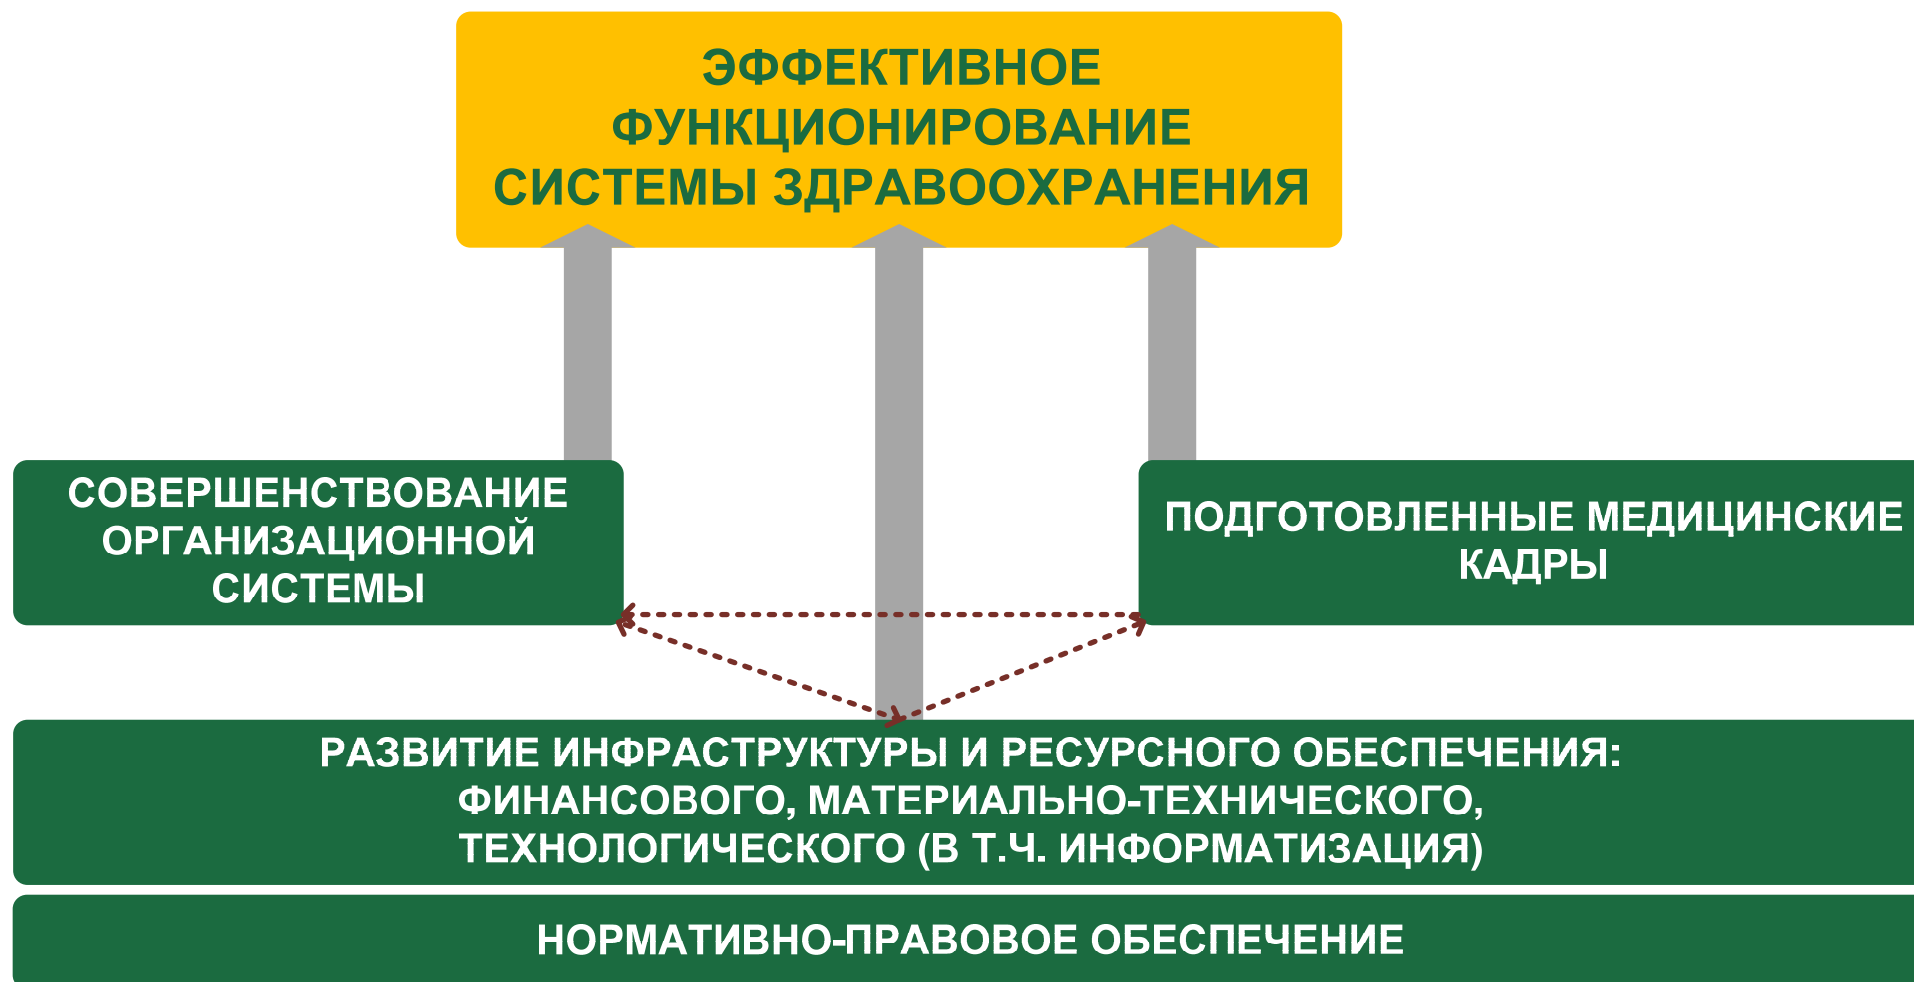 ЭФФЕКТИВНОЕ
ФУНКЦИОНИРОВАНИЕ
СИСТЕМЫ ЗДРАВООХРАНЕНИЯ
СОВЕРШЕНСТВОВАНИЕ
ОРГАНИЗАЦИОННОЙ
СИСТЕМЫ
ПОДГОТОВЛЕННЫЕ МЕДИЦИНСКИЕ
КАДРЫ
РАЗВИТИЕ ИНФРАСТРУКТУРЫ И РЕСУРСНОГО ОБЕСПЕЧЕНИЯ:
ФИНАНСОВОГО, МАТЕРИАЛЬНО-ТЕХНИЧЕСКОГО,
ТЕХНОЛОГИЧЕСКОГО (В Т.Ч. ИНФОРМАТИЗАЦИЯ)
НОРМАТИВНО-ПРАВОВОЕ ОБЕСПЕЧЕНИЕ